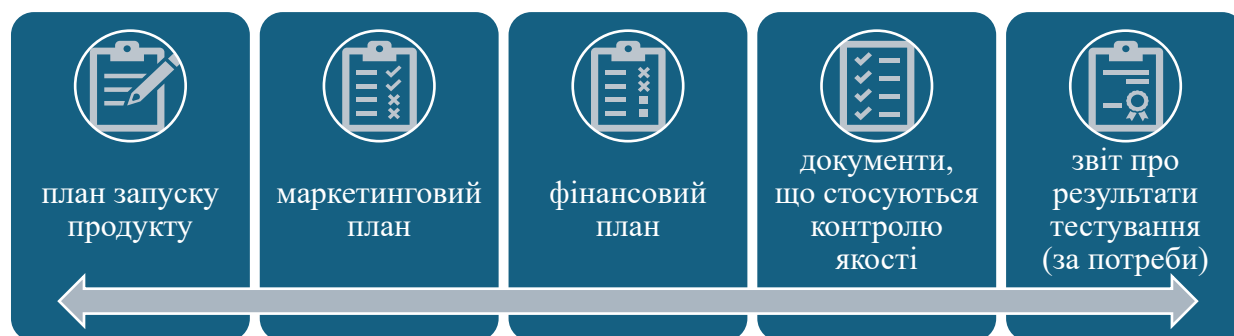 план запуску
продукту
маркетинговий
план
фінансовий
план
документи,
що стосуються
контролю
якості
звіт про
результати
тестування
(за потреби)